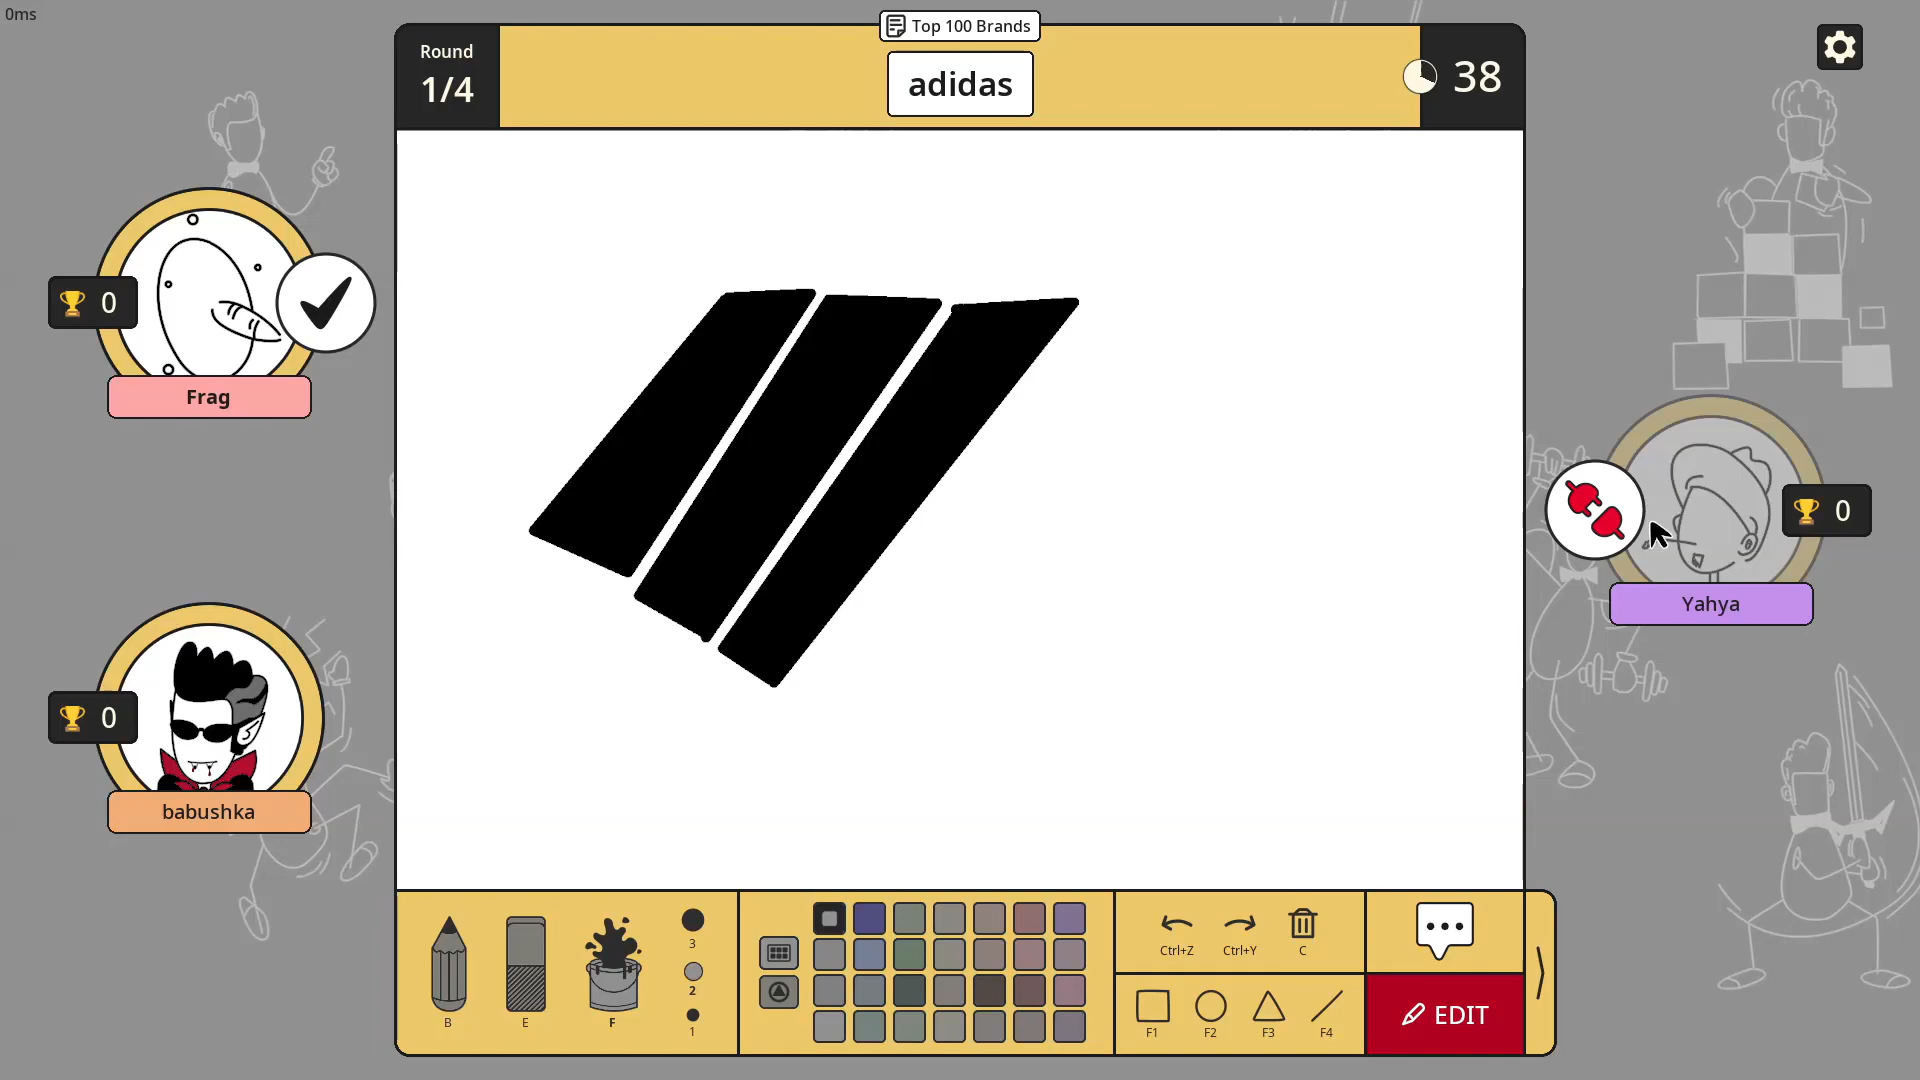 0ms
Top 100 Brands
Round
1/4
adidas
38
0
Frag
0
Yahya
0
babushka
B
E
F
3
2
1
Ctrl+Z
Ctrl+Y
C
F1
F2
F3
F4
EDIT